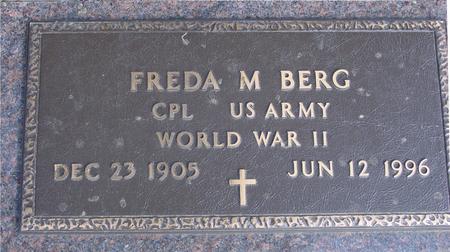 FREDA M BERG
CPL US ARMY
WORLD WAR II
DEC 23 1905 JUN 12 1996